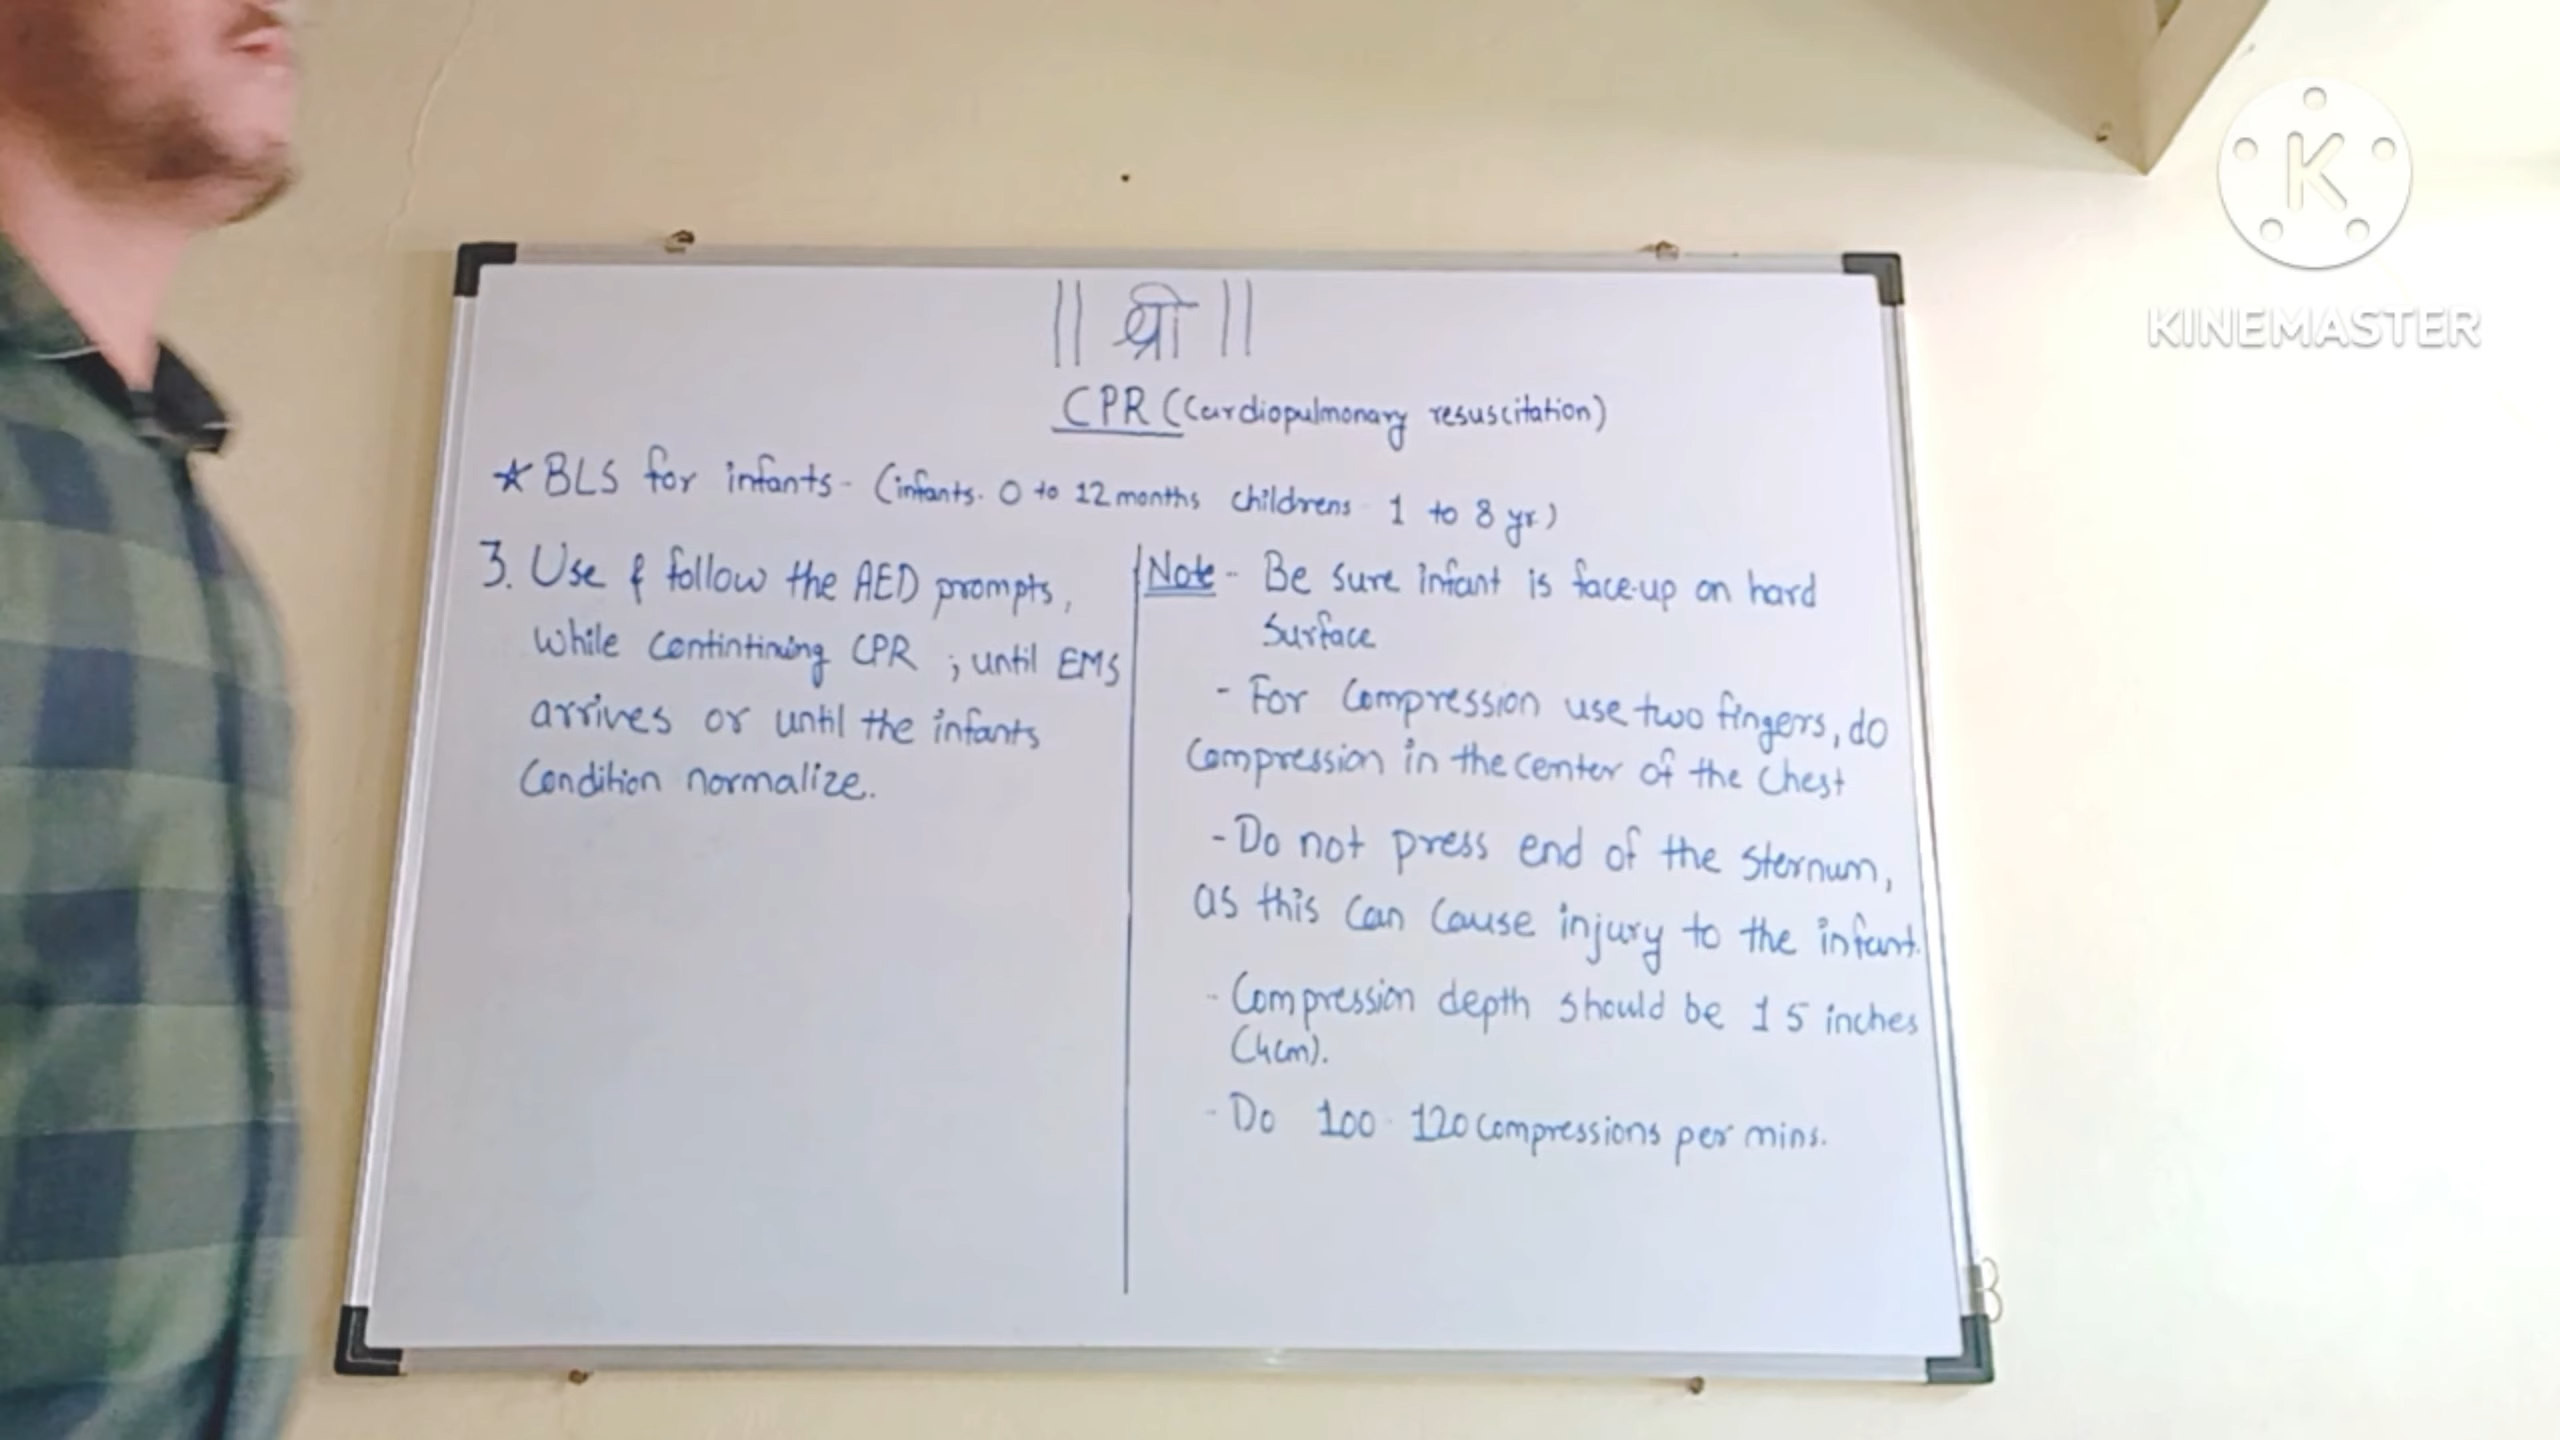 || श्री ||
CPR (Cardiopulmonary resuscitation)
★ BLS for infants - (infants. 0 to 12 months childrens 1 to 8 yr)
3. Use & follow the AED prompts,
while contintining CPR ; until EMS
arrives or until the infants
Condition normalize.
Note - Be sure infant is face-up on hard
Surface
- For Compression use two fingers, do
Compression in the center of the Chest
- Do not press end of the sternum,
as this can cause injury to the infant.
- Compression depth should be 1 5 inches
(4cm).
- Do 100 - 120 compressions per mins.
K
KINEMASTER